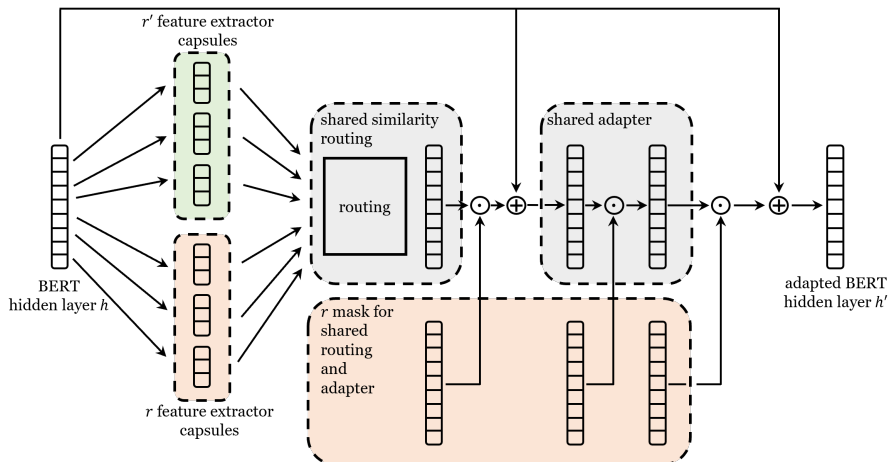 r′ feature extractor
capsules
shared similarity
routing
routing
shared adapter
BERT
hidden layer h
adapted BERT
hidden layer h′
r mask for
shared
routing
and
adapter
r feature extractor
capsules